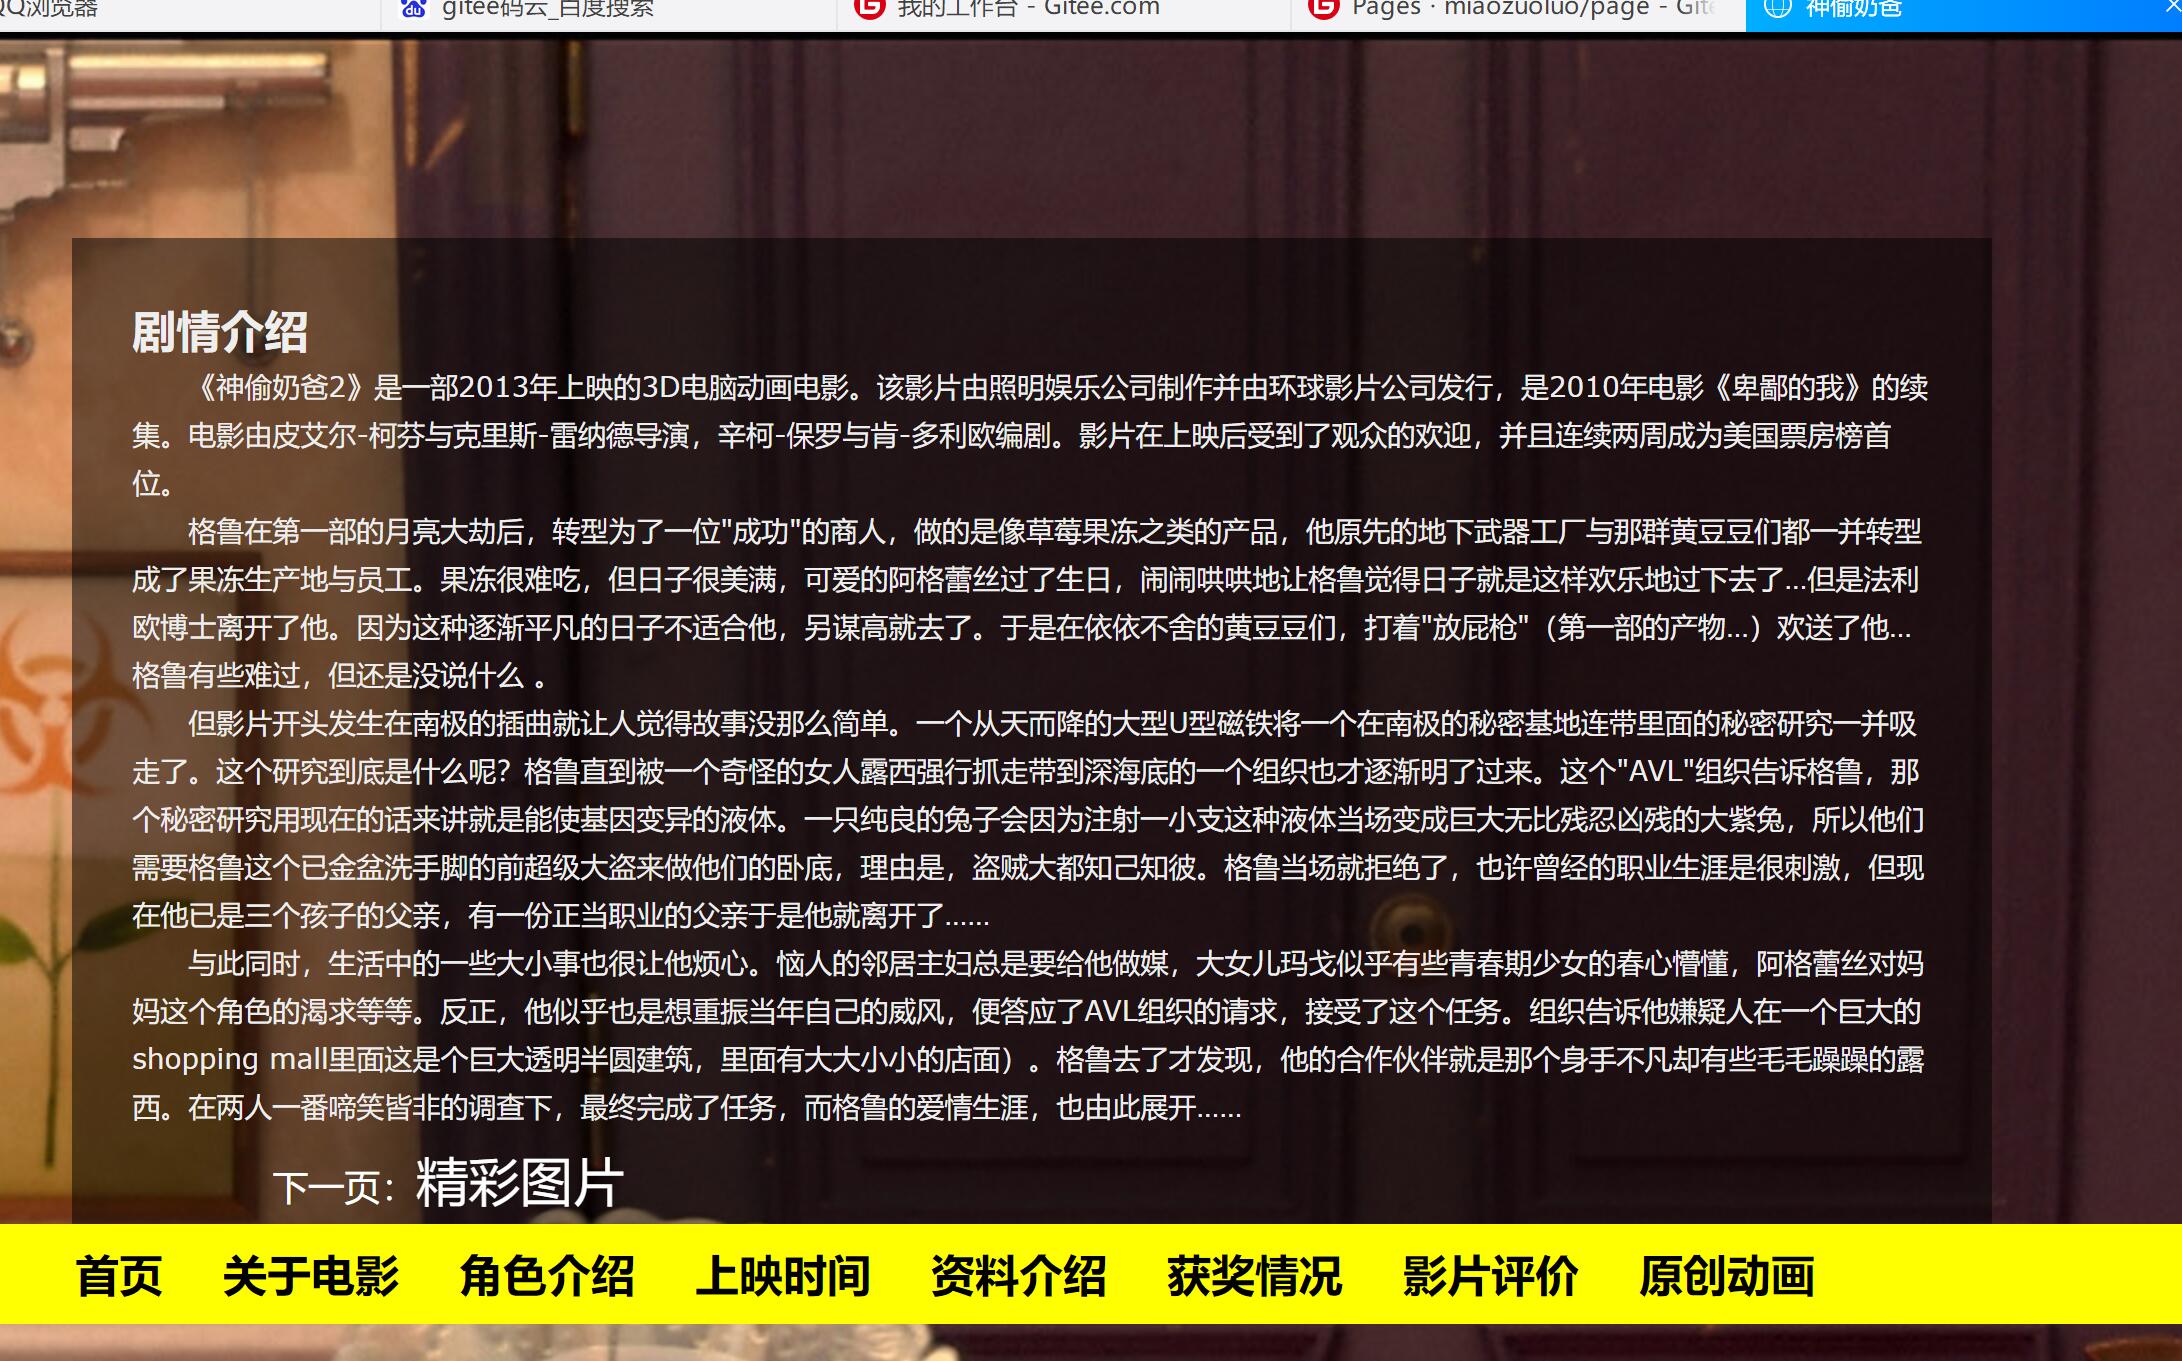 QQ浏览器
gitee码云_百度搜索
我的工作台 - Gitee.com
Pages · miaozuoluo/page - Gite
神偷奶爸
剧情介绍
《神偷奶爸2》是一部2013年上映的3D电脑动画电影。该影片由照明娱乐公司制作并由环球影片公司发行，是2010年电影《卑鄙的我》的续
集。电影由皮艾尔-柯芬与克里斯-雷纳德导演，辛柯-保罗与肯-多利欧编剧。影片在上映后受到了观众的欢迎，并且连续两周成为美国票房榜首
位。
格鲁在第一部的月亮大劫后，转型为了一位"成功"的商人，做的是像草莓果冻之类的产品，他原先的地下武器工厂与那群黄豆豆们都一并转型
成了果冻生产地与员工。果冻很难吃，但日子很美满，可爱的阿格蕾丝过了生日，闹闹哄哄地让格鲁觉得日子就是这样欢乐地过下去了...但是法利
欧博士离开了他。因为这种逐渐平凡的日子不适合他，另谋高就去了。于是在依依不舍的黄豆豆们，打着"放屁枪"（第一部的产物...）欢送了他...
格鲁有些难过，但还是没说什么 。
但影片开头发生在南极的插曲就让人觉得故事没那么简单。一个从天而降的大型U型磁铁将一个在南极的秘密基地连带里面的秘密研究一并吸
走了。这个研究到底是什么呢？格鲁直到被一个奇怪的女人露西强行抓走带到深海底的一个组织也才逐渐明了过来。这个"AVL"组织告诉格鲁，那
个秘密研究用现在的话来讲就是能使基因变异的液体。一只纯良的兔子会因为注射一小支这种液体当场变成巨大无比残忍凶残的大紫兔，所以他们
需要格鲁这个已金盆洗手脚的前超级大盗来做他们的卧底，理由是，盗贼大都知己知彼。格鲁当场就拒绝了，也许曾经的职业生涯是很刺激，但现
在他已是三个孩子的父亲，有一份正当职业的父亲于是他就离开了......
与此同时，生活中的一些大小事也很让他烦心。恼人的邻居主妇总是要给他做媒，大女儿玛戈似乎有些青春期少女的春心懵懂，阿格蕾丝对妈
妈这个角色的渴求等等。反正，他似乎也是想重振当年自己的威风，便答应了AVL组织的请求，接受了这个任务。组织告诉他嫌疑人在一个巨大的
shopping mall里面这是个巨大透明半圆建筑，里面有大大小小的店面）。格鲁去了才发现，他的合作伙伴就是那个身手不凡却有些毛毛躁躁的露
西。在两人一番啼笑皆非的调查下，最终完成了任务，而格鲁的爱情生涯，也由此展开......
下一页：精彩图片
首页 关于电影 角色介绍 上映时间 资料介绍 获奖情况 影片评价 原创动画